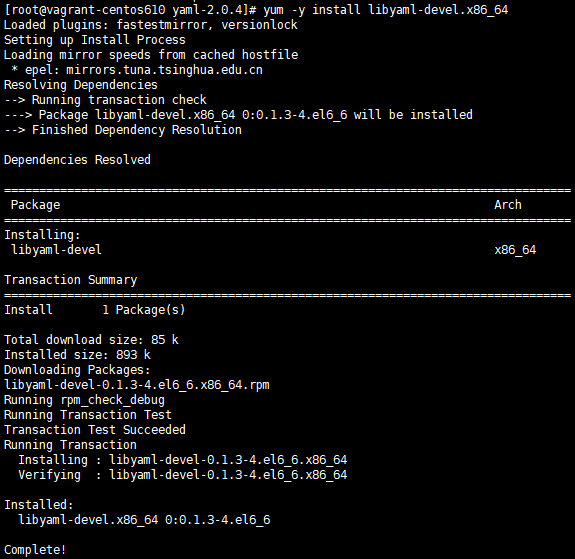 [root@vagrant-centos610 yaml-2.0.4]# yum -y install libyaml-devel.x86_64
Loaded plugins: fastestmirror, versionlock
Setting up Install Process
Loading mirror speeds from cached hostfile
 * epel: mirrors.tuna.tsinghua.edu.cn
Resolving Dependencies
--> Running transaction check
---> Package libyaml-devel.x86_64 0:0.1.3-4.el6_6 will be installed
--> Finished Dependency Resolution

Dependencies Resolved

================================================================================
 Package                                                              Arch
================================================================================
Installing:
 libyaml-devel                                                        x86_64

Transaction Summary
================================================================================
Install       1 Package(s)

Total download size: 85 k
Installed size: 893 k
Downloading Packages:
libyaml-devel-0.1.3-4.el6_6.x86_64.rpm
Running rpm_check_debug
Running Transaction Test
Transaction Test Succeeded
Running Transaction
  Installing : libyaml-devel-0.1.3-4.el6_6.x86_64
  Verifying  : libyaml-devel-0.1.3-4.el6_6.x86_64

Installed:
  libyaml-devel.x86_64 0:0.1.3-4.el6_6

Complete!